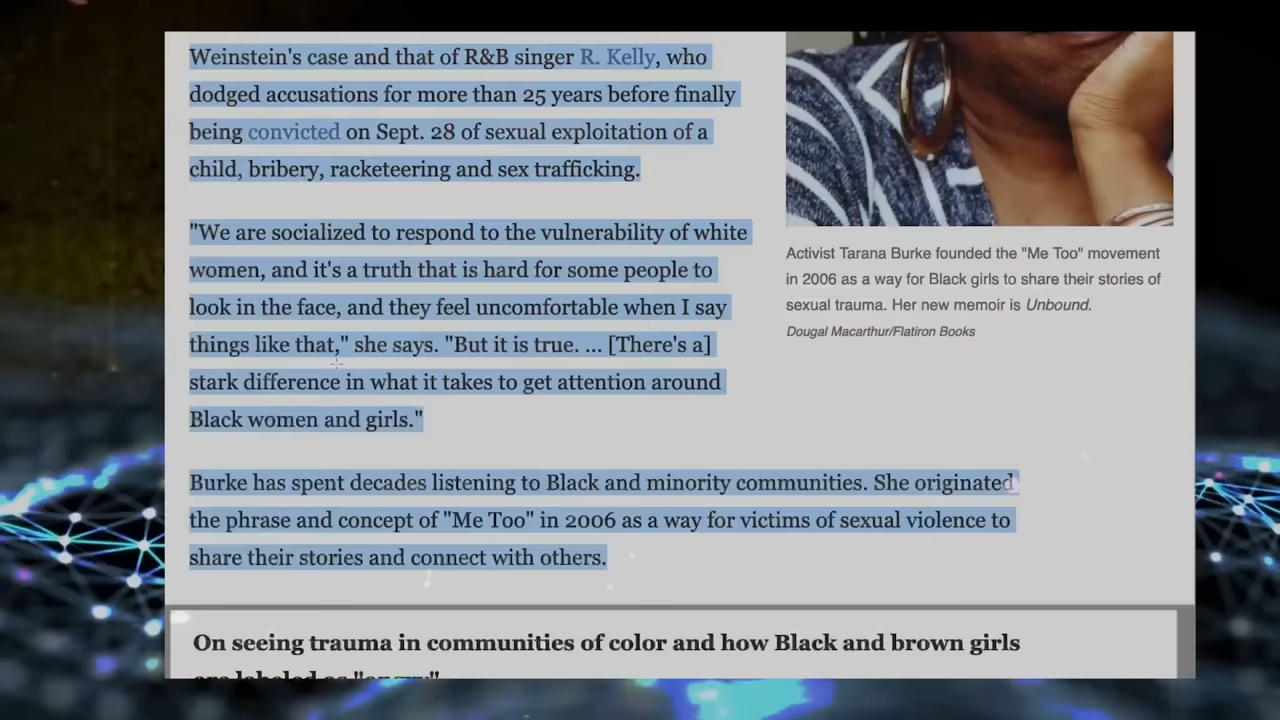 Weinstein's case and that of R&B singer R. Kelly, who
dodged accusations for more than 25 years before finally
being convicted on Sept. 28 of sexual exploitation of a
child, bribery, racketeering and sex trafficking.
"We are socialized to respond to the vulnerability of white
women, and it's a truth that is hard for some people to
look in the face, and they feel uncomfortable when I say
things like that," she says. "But it is true. ... [There's a]
stark difference in what it takes to get attention around
Black women and girls."
Activist Tarana Burke founded the "Me Too" movement
in 2006 as a way for Black girls to share their stories of
sexual trauma. Her new memoir is Unbound.
Dougal Macarthur/Flatiron Books
Burke has spent decades listening to Black and minority communities. She originated
the phrase and concept of "Me Too" in 2006 as a way for victims of sexual violence to
share their stories and connect with others.
On seeing trauma in communities of color and how Black and brown girls
are labeled as "angry"